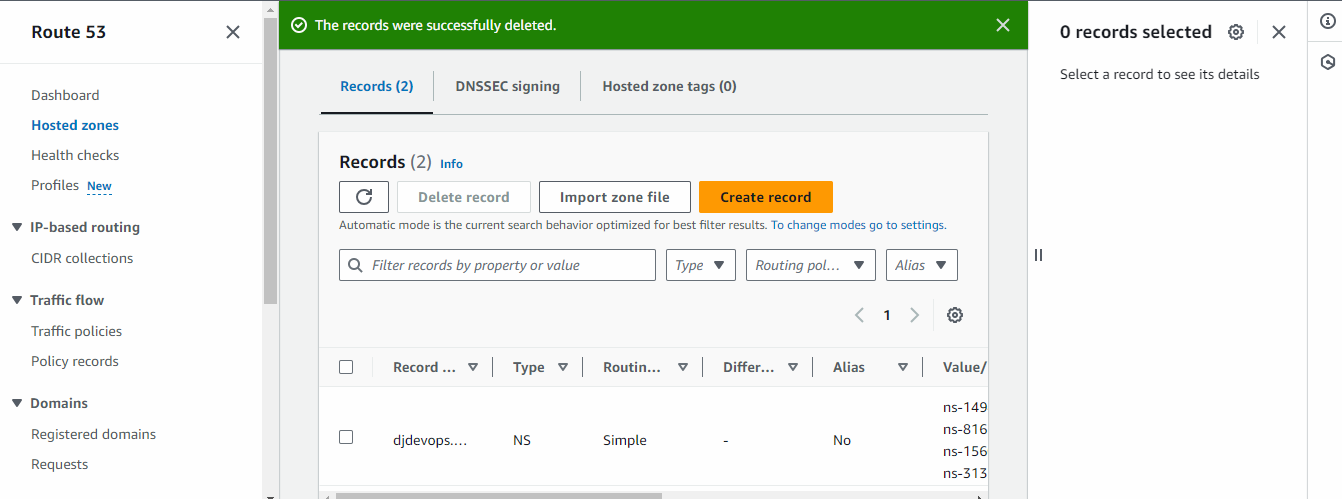 Route 53
Dashboard
Hosted zones
Health checks
Profiles New
IP-based routing
CIDR collections
Traffic flow
Traffic policies
Policy records
Domains
Registered domains
Requests
The records were successfully deleted.
Records (2) DNSSEC signing Hosted zone tags (0)
Records (2) Info
Delete record Import zone file Create record
Automatic mode is the current search behavior optimized for best filter results. To change modes go to settings.
Filter records by property or value Type Routing pol... Alias
1
Record ... Type Routin... Differ... Alias Value/
djdevops.... NS Simple - No
ns-149
ns-816
ns-156
ns-313
0 records selected
Select a record to see its details